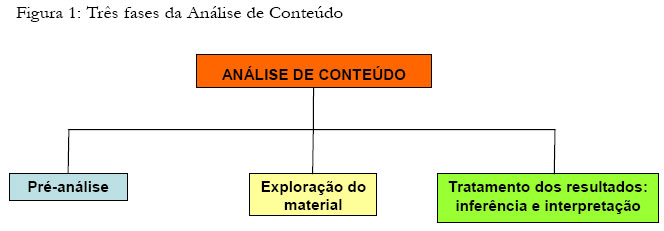 Figura 1: Três fases da Análise de Conteúdo
ANÁLISE DE CONTEÚDO
Pré-análise
Exploração do
material
Tratamento dos resultados:
inferência e interpretação